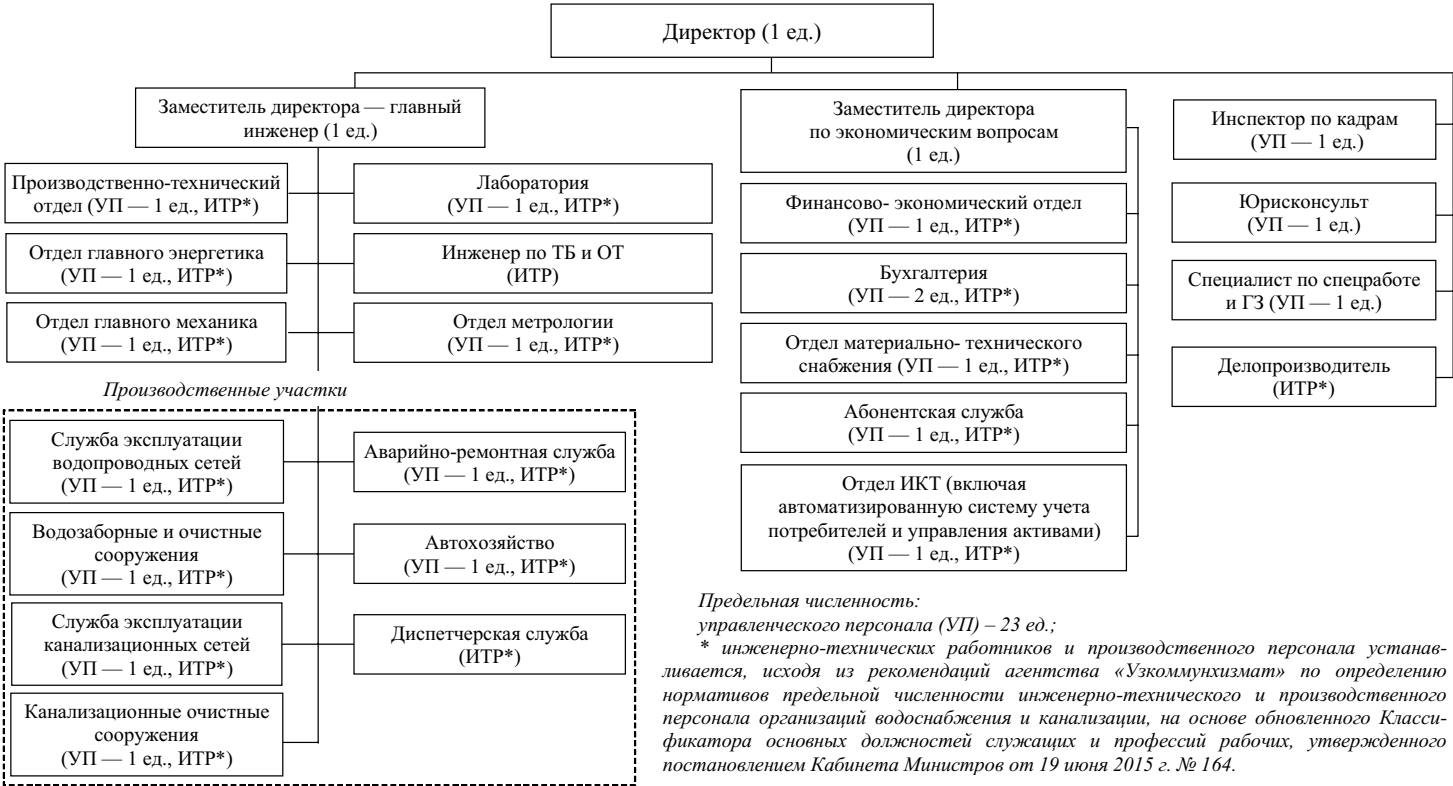 Директор (1 ед.)
Заместитель директора — главный
инженер (1 ед.)
Производственно-технический
отдел (УП — 1 ед., ИТР*)
Лаборатория
(УП — 1 ед., ИТР*)
Отдел главного энергетика
(УП — 1 ед., ИТР*)
Инженер по ТБ и ОТ
(ИТР)
Отдел главного механика
(УП — 1 ед., ИТР*)
Отдел метрологии
(УП — 1 ед., ИТР*)
Производственные участки
Служба эксплуатации
водопроводных сетей
(УП — 1 ед., ИТР*)
Аварийно-ремонтная служба
(УП — 1 ед., ИТР*)
Водозаборные и очистные
сооружения
(УП — 1 ед., ИТР*)
Автохозяйство
(УП — 1 ед., ИТР*)
Служба эксплуатации
канализационных сетей
(УП — 1 ед., ИТР*)
Диспетчерская служба
(ИТР*)
Канализационные очистные
сооружения
(УП — 1 ед., ИТР*)
Заместитель директора
по экономическим вопросам
(1 ед.)
Финансово- экономический отдел
(УП — 1 ед., ИТР*)
Бухгалтерия
(УП — 2 ед., ИТР*)
Отдел материально- технического
снабжения (УП — 1 ед., ИТР*)
Абонентская служба
(УП — 1 ед., ИТР*)
Отдел ИКТ (включая
автоматизированную систему учета
потребителей и управления активами)
(УП — 1 ед., ИТР*)
Инспектор по кадрам
(УП — 1 ед.)
Юрисконсульт
(УП — 1 ед.)
Специалист по спецработе
и ГЗ (УП — 1 ед.)
Делопроизводитель
(ИТР*)
Предельная численность:
управленческого персонала (УП) – 23 ед.;
* инженерно-технических работников и производственного персонала устанав-
ливается, исходя из рекомендаций агентства «Узкоммунхизмат» по определению
нормативов предельной численности инженерно-технического и производственного
персонала организаций водоснабжения и канализации, на основе обновленного Класси-
фикатора основных должностей служащих и профессий рабочих, утвержденного
постановлением Кабинета Министров от 19 июня 2015 г. № 164.